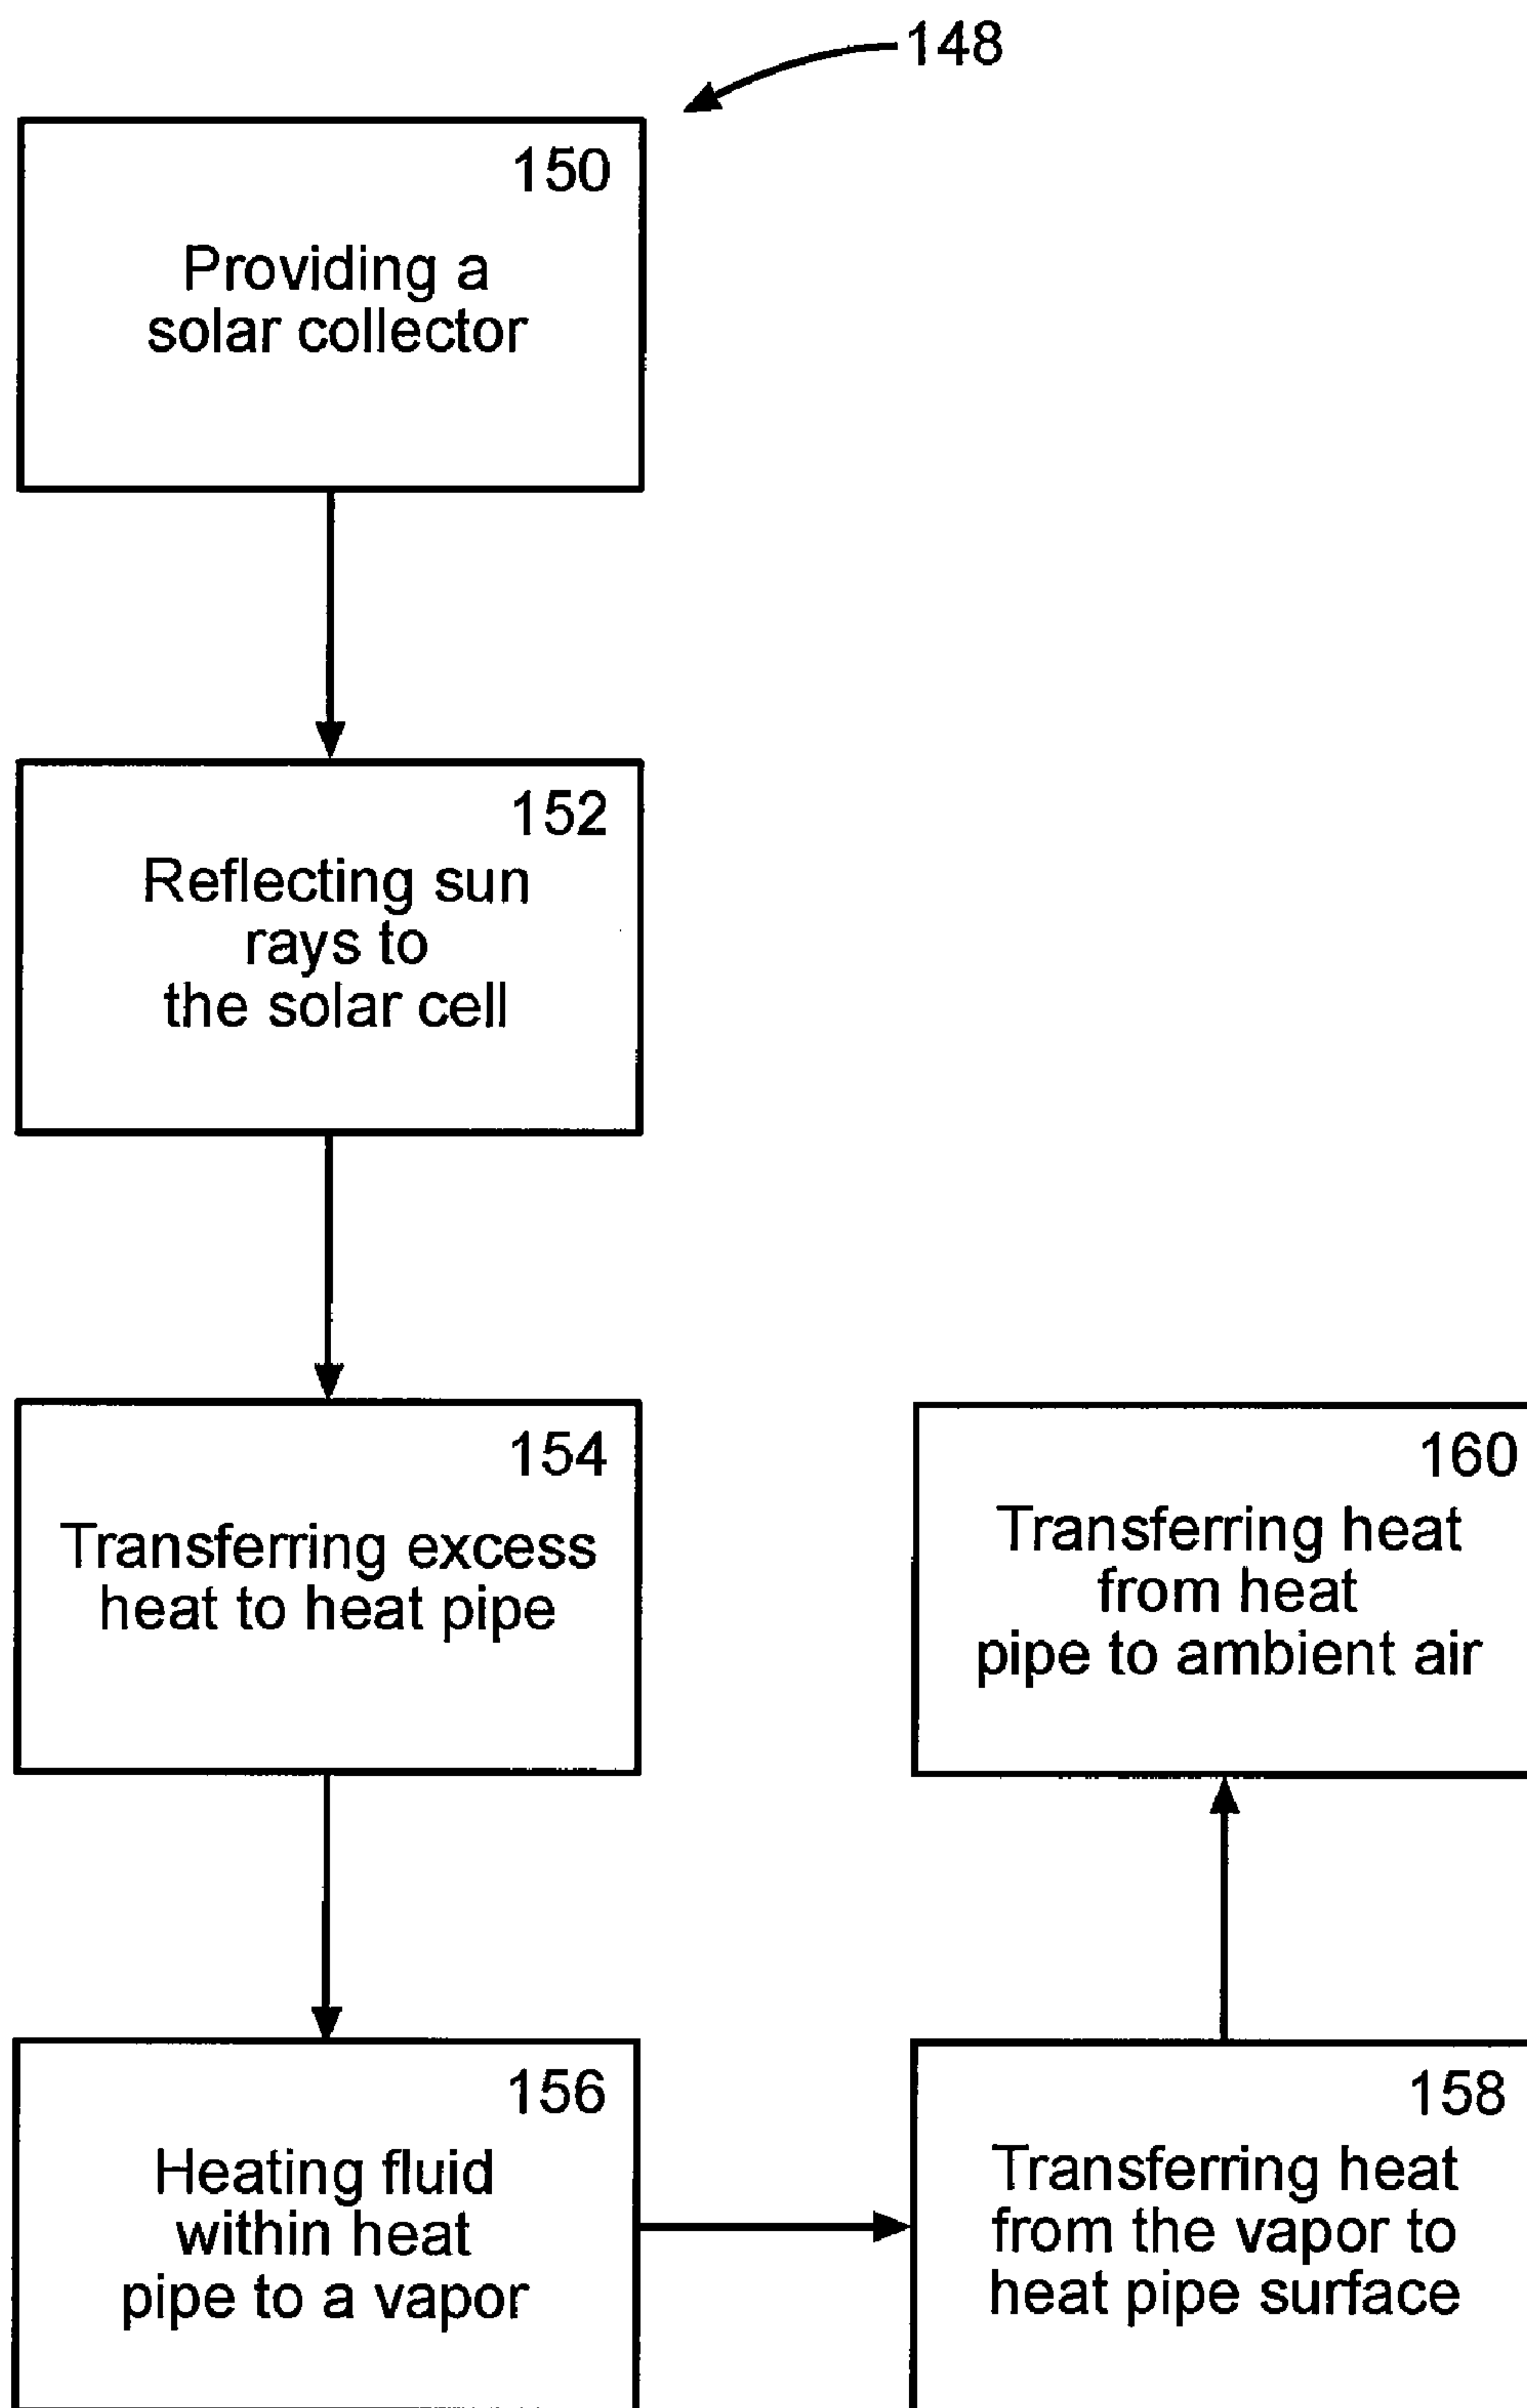 148
150
Providing a
solar collector
152
Reflecting sun
rays to
the solar cell
154
Transferring excess
heat to heat pipe
156
Heating fluid
within heat
pipe to a vapor
158
Transferring heat
from the vapor to
heat pipe surface
160
Transferring heat
from heat
pipe to ambient air